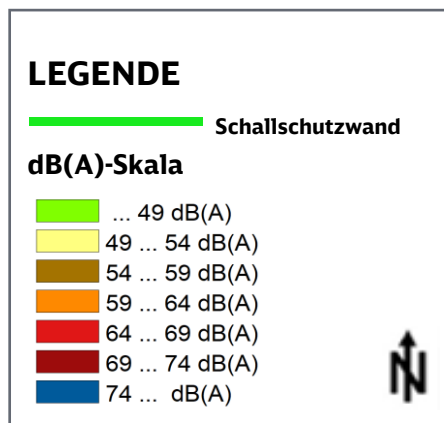 LEGENDE
Schallschutzwand
dB(A)-Skala
... 49 dB(A)
49 ... 54 dB(A)
54 ... 59 dB(A)
59 ... 64 dB(A)
64 ... 69 dB(A)
69 ... 74 dB(A)
74 ... dB(A)
N